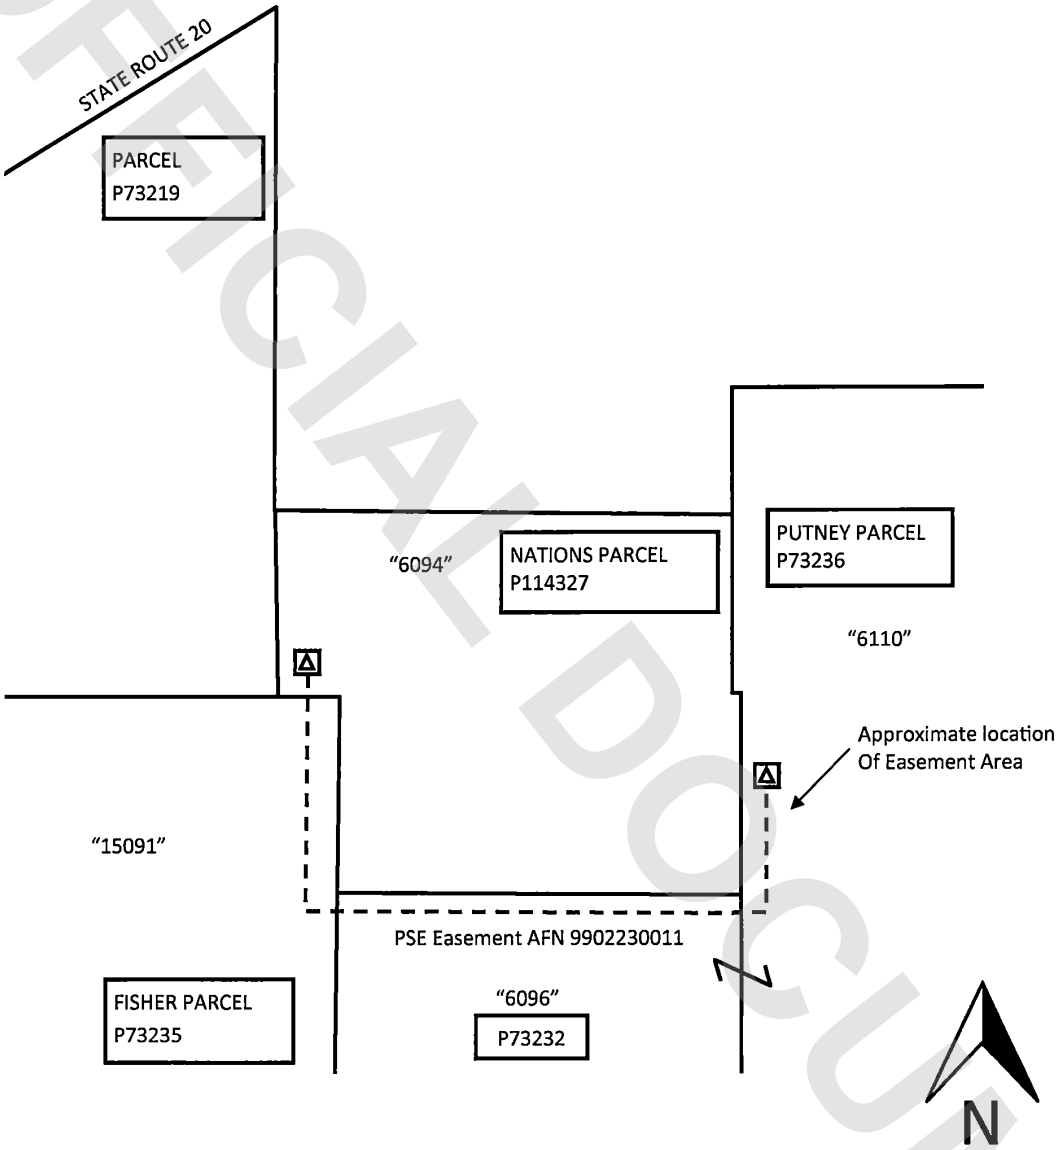 STATE ROUTE 20
PARCEL
P73219
"6094"
NATIONS PARCEL
P114327
PUTNEY PARCEL
P73236
"6110"
Approximate location
Of Easement Area
"15091"
PSE Easement AFN 9902230011
FISHER PARCEL
P73235
"6096"
P73232
N
OFFICIAL DOCUM